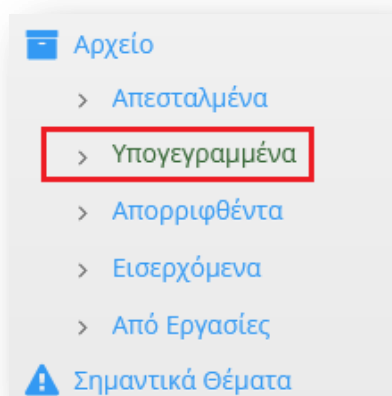 Αρχείο
Απεσταλμένα
Υπογεγραμμένα
Απορριφθέντα
Εισερχόμενα
Από Εργασίες
Σημαντικά Θέματα